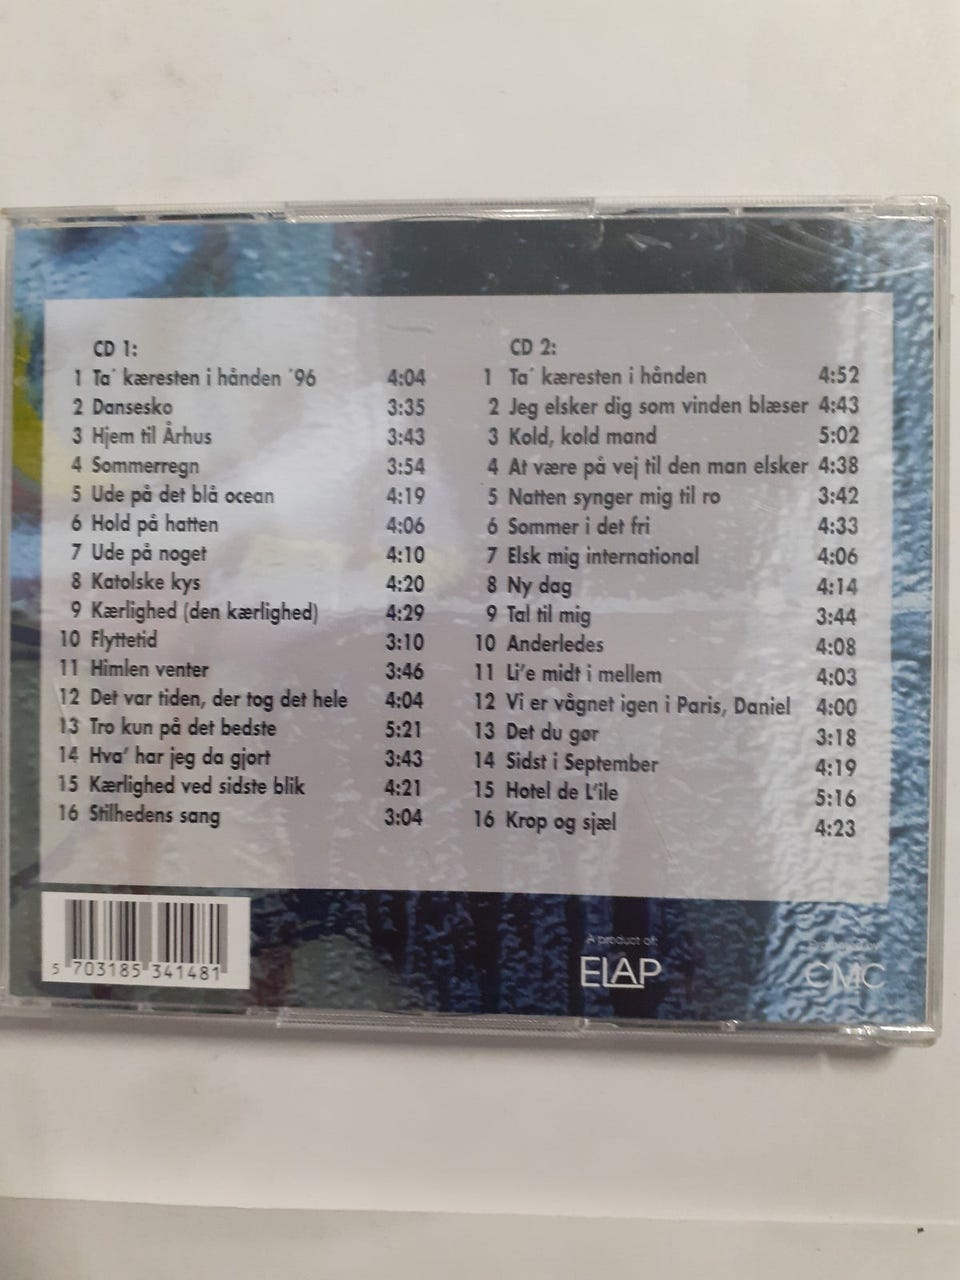 CD 1:
1 Ta´ kæresten i hånden ´96 4:04
2 Dansesko 3:35
3 Hjem til Århus 3:43
4 Sommerregn 3:54
5 Ude på det blå ocean 4:19
6 Hold på hatten 4:06
7 Ude på noget 4:10
8 Katolske kys 4:20
9 Kærlighed (den kærlighed) 4:29
10 Flyttetid 3:10
11 Himlen venter 3:46
12 Det var tiden, der tog det hele 4:04
13 Tro kun på det bedste 5:21
14 Hva' har jeg da gjort 3:43
15 Kærlighed ved sidste blik 4:21
16 Stilhedens sang 3:04
CD 2:
1 Ta´ kæresten i hånden 4:52
2 Jeg elsker dig som vinden blæser 4:43
3 Kold, kold mand 5:02
4 At være på vej til den man elsker 4:38
5 Natten synger mig til ro 3:42
6 Sommer i det fri 4:33
7 Elsk mig international 4:06
8 Ny dag 4:14
9 Tal til mig 3:44
10 Anderledes 4:08
11 Li'e midt i mellem 4:03
12 Vi er vågnet igen i Paris, Daniel 4:00
13 Det du gør 3:18
14 Sidst i September 4:19
15 Hotel de L'ile 5:16
16 Krop og sjæl 4:23
5 703185 341481
A product of:
ELAP
CMC